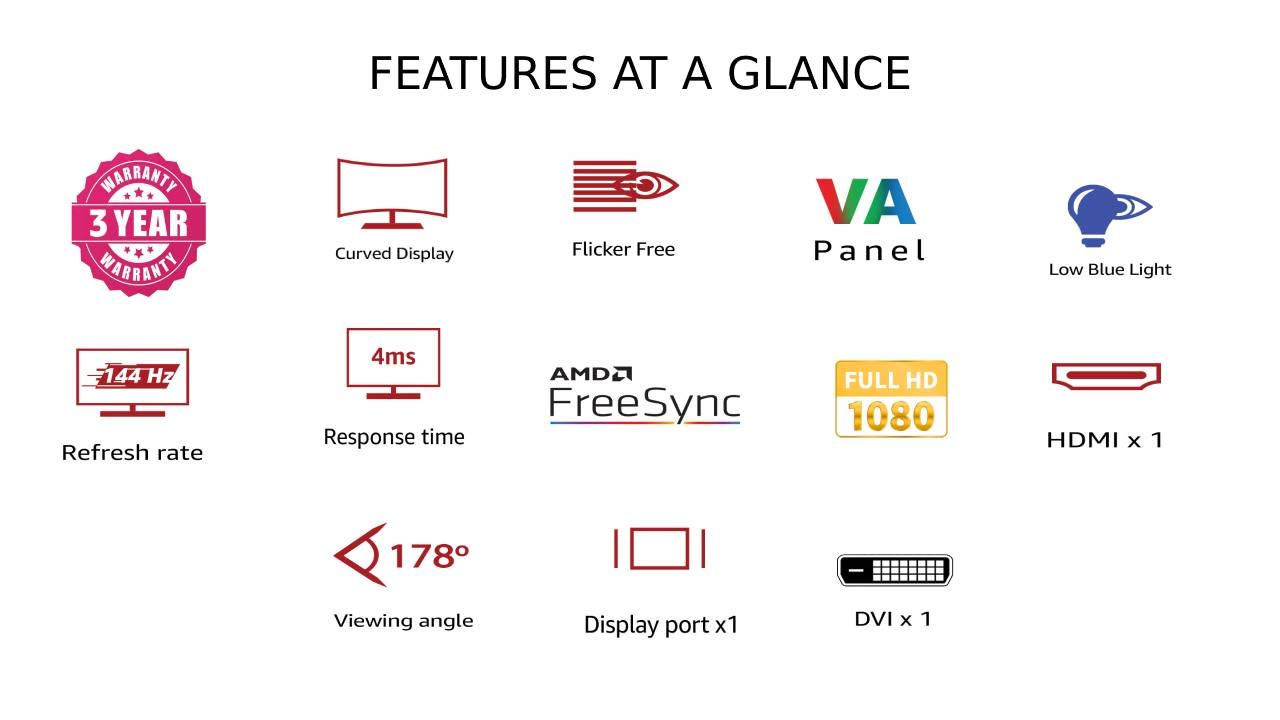 FEATURES AT A GLANCE
WARRANTY
3 YEAR
WARRANTY
Curved Display
Flicker Free
VA
Panel
Low Blue Light
144 Hz
Refresh rate
4ms
Response time
AMD
FreeSync
FULL HD
1080
HDMI x 1
178º
Viewing angle
Display port x1
DVI x 1